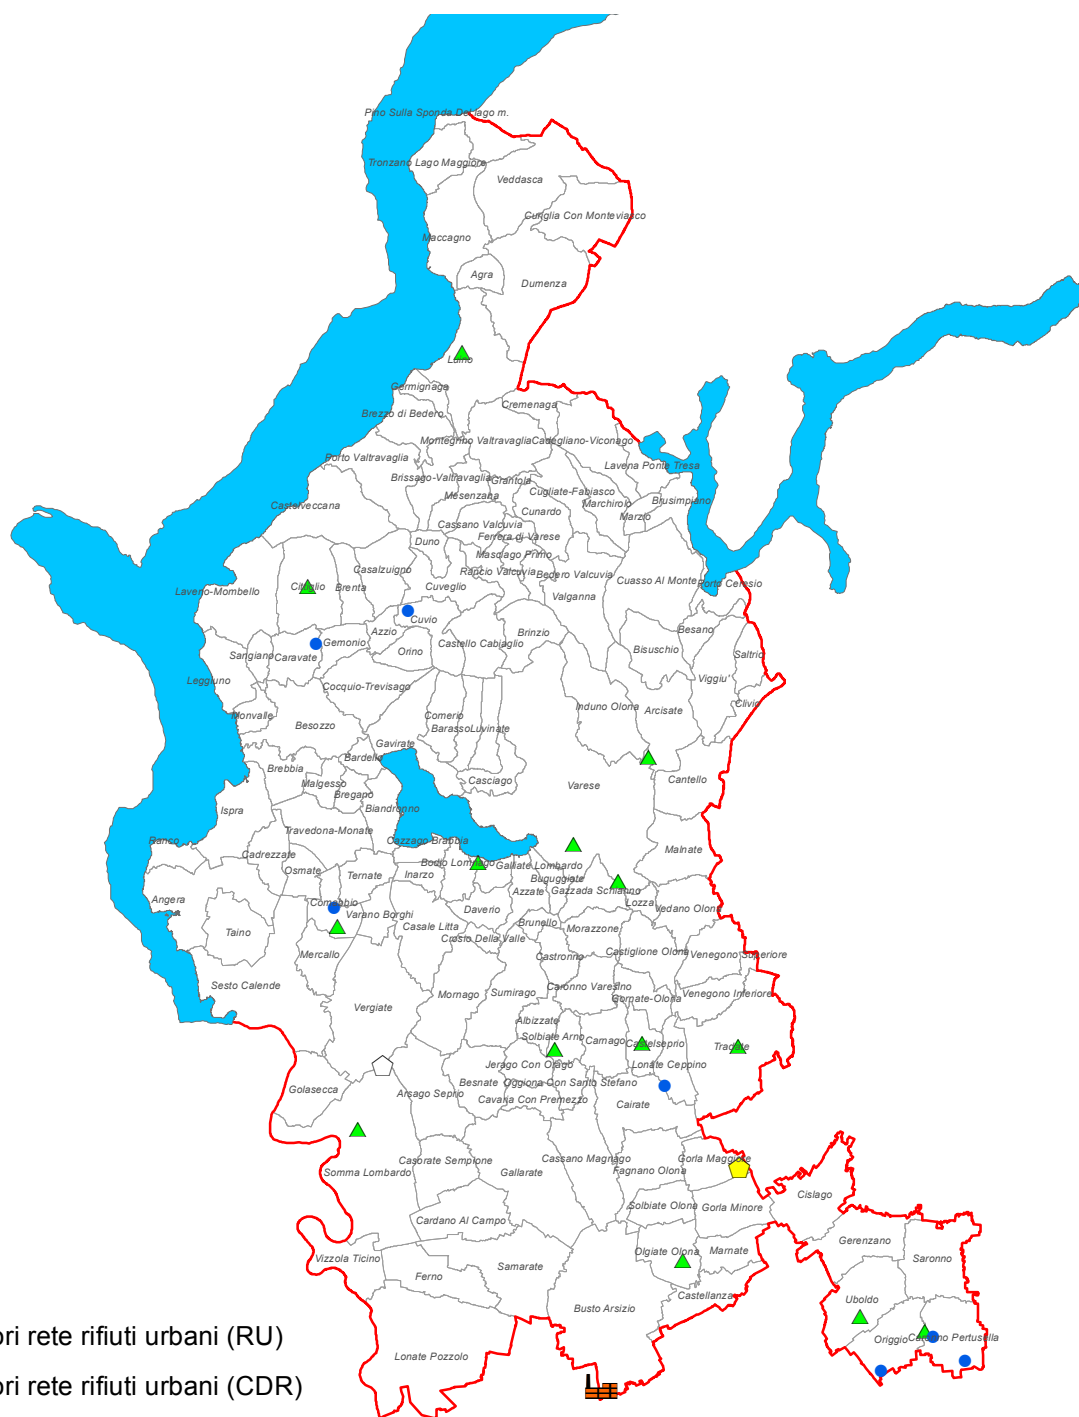 Pino Sulla Sponda Del lago m.
Tronzano Lago Maggiore
Veddasca
Curiglia Con Monteviasco
Maccagno
Agra
Dumenza
Luino
Germignaga
Cremenaga
Brezzo di Bedero
Montegrino Valtravaglia
Cadegliano-Viconago
Porto Valtravaglia
Lavena Ponte Tresa
Brissago-Valtravaglia
Grantola
Cugliate-Fabiasco
Mesenzana
Marchirolo
Brusimpiano
Castelveccana
Cunardo
Marzio
Cassano Valcuvia
Ferrera di Varese
Duno
Masciago Primo
Casalzuigno
Rancio Valcuvia
Bedero Valcuvia
Cuasso Al Monte
Porto Ceresio
Laveno-Mombello
Cittiglio
Brenta
Cuveglio
Valganna
Cuvio
Azzio
Brinzio
Besano
Gemonio
Castello Cabiaglio
Orino
Bisuschio
Saltrio
Sangiano
Caravate
Leggiuno
Cocquio-Trevisago
Viggiu'
Clivio
Monvalle
Comerio
Induno Olona
Arcisate
Besozzo
Barasso
Luvinate
Gavirate
Bardello
Brebbia
Casciago
Cantello
Malgesso
Varese
Bregano
Biandronno
Ispra
Travedona-Monate
Ranco
Cazzago Brabbia
Malnate
Cadrezzate
Bodio Lomnago
Galliate Lombardo
Osmate
Ternate
Inarzo
Buguggiate
Azzate
Gazzada Schianno
Angera
Comabbio
Lozza
Vedano Olona
Varano Borghi
Daverio
Casale Litta
Brunello
Morazzone
Taino
Crosio Della Valle
Mercallo
Castronno
Castiglione Olona
Venegono Superiore
Sesto Calende
Caronno Varesino
Mornago
Sumirago
Gornate-Olona
Venegono Inferiore
Vergiate
Albizzate
Solbiate Arno
Carnago
Castelseprio
Tradate
Jerago Con Orago
Lonate Ceppino
Golasecca
Besnate
Oggiona Con Santo Stefano
Arsago Seprio
Cavaria Con Premezzo
Cairate
Somma Lombardo
Casorate Sempione
Gallarate
Cassano Magnago
Fagnano Olona
Gorla Maggiore
Cislago
Solbiate Olona
Gorla Minore
Cardano Al Campo
Gerenzano
Vizzola Ticino
Olgiate Olona
Marnate
Saronno
Ferno
Samarate
Castellanza
Uboldo
Busto Arsizio
Origgio
Caronno Pertusella
ori rete rifiuti urbani (RU)
Lonate Pozzolo
ori rete rifiuti urbani (CDR)